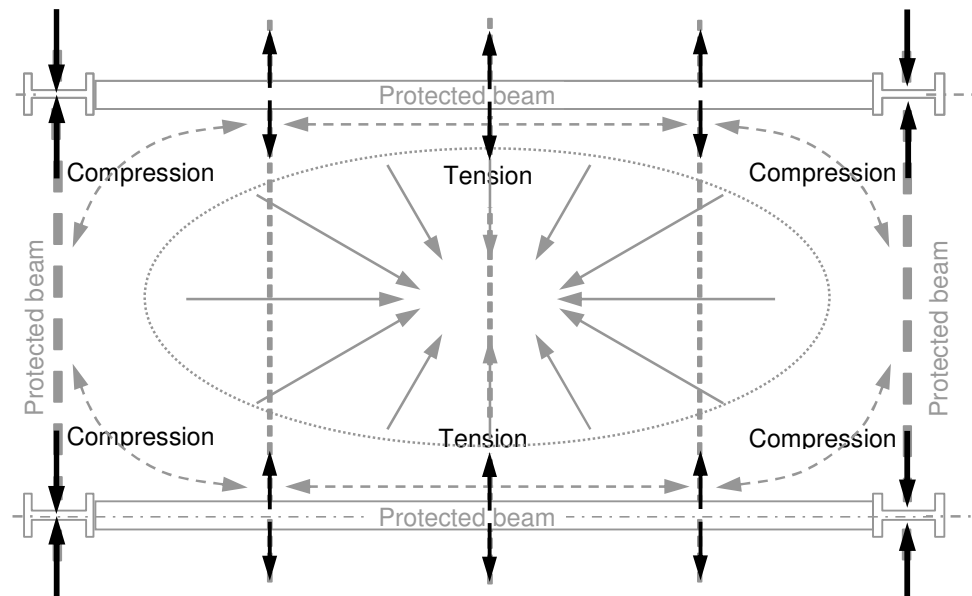 Protected beam
Compression
Tension
Compression
Protected beam
Protected beam
Compression
Tension
Compression
Protected beam